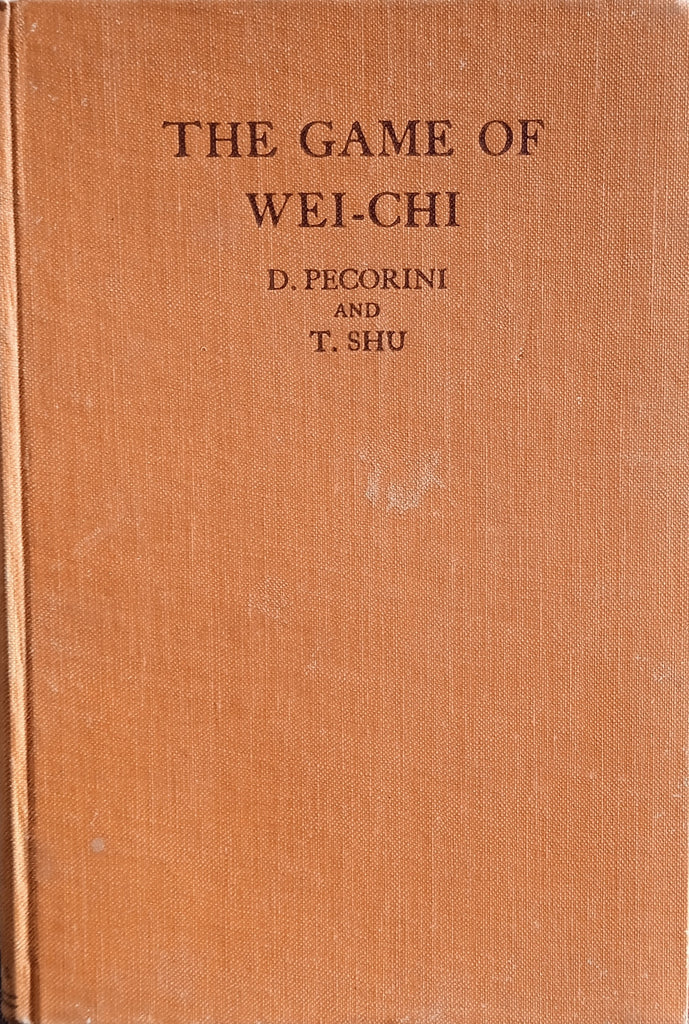 THE GAME OF
WEI-CHI
D. PECORINI
AND
T. SHU